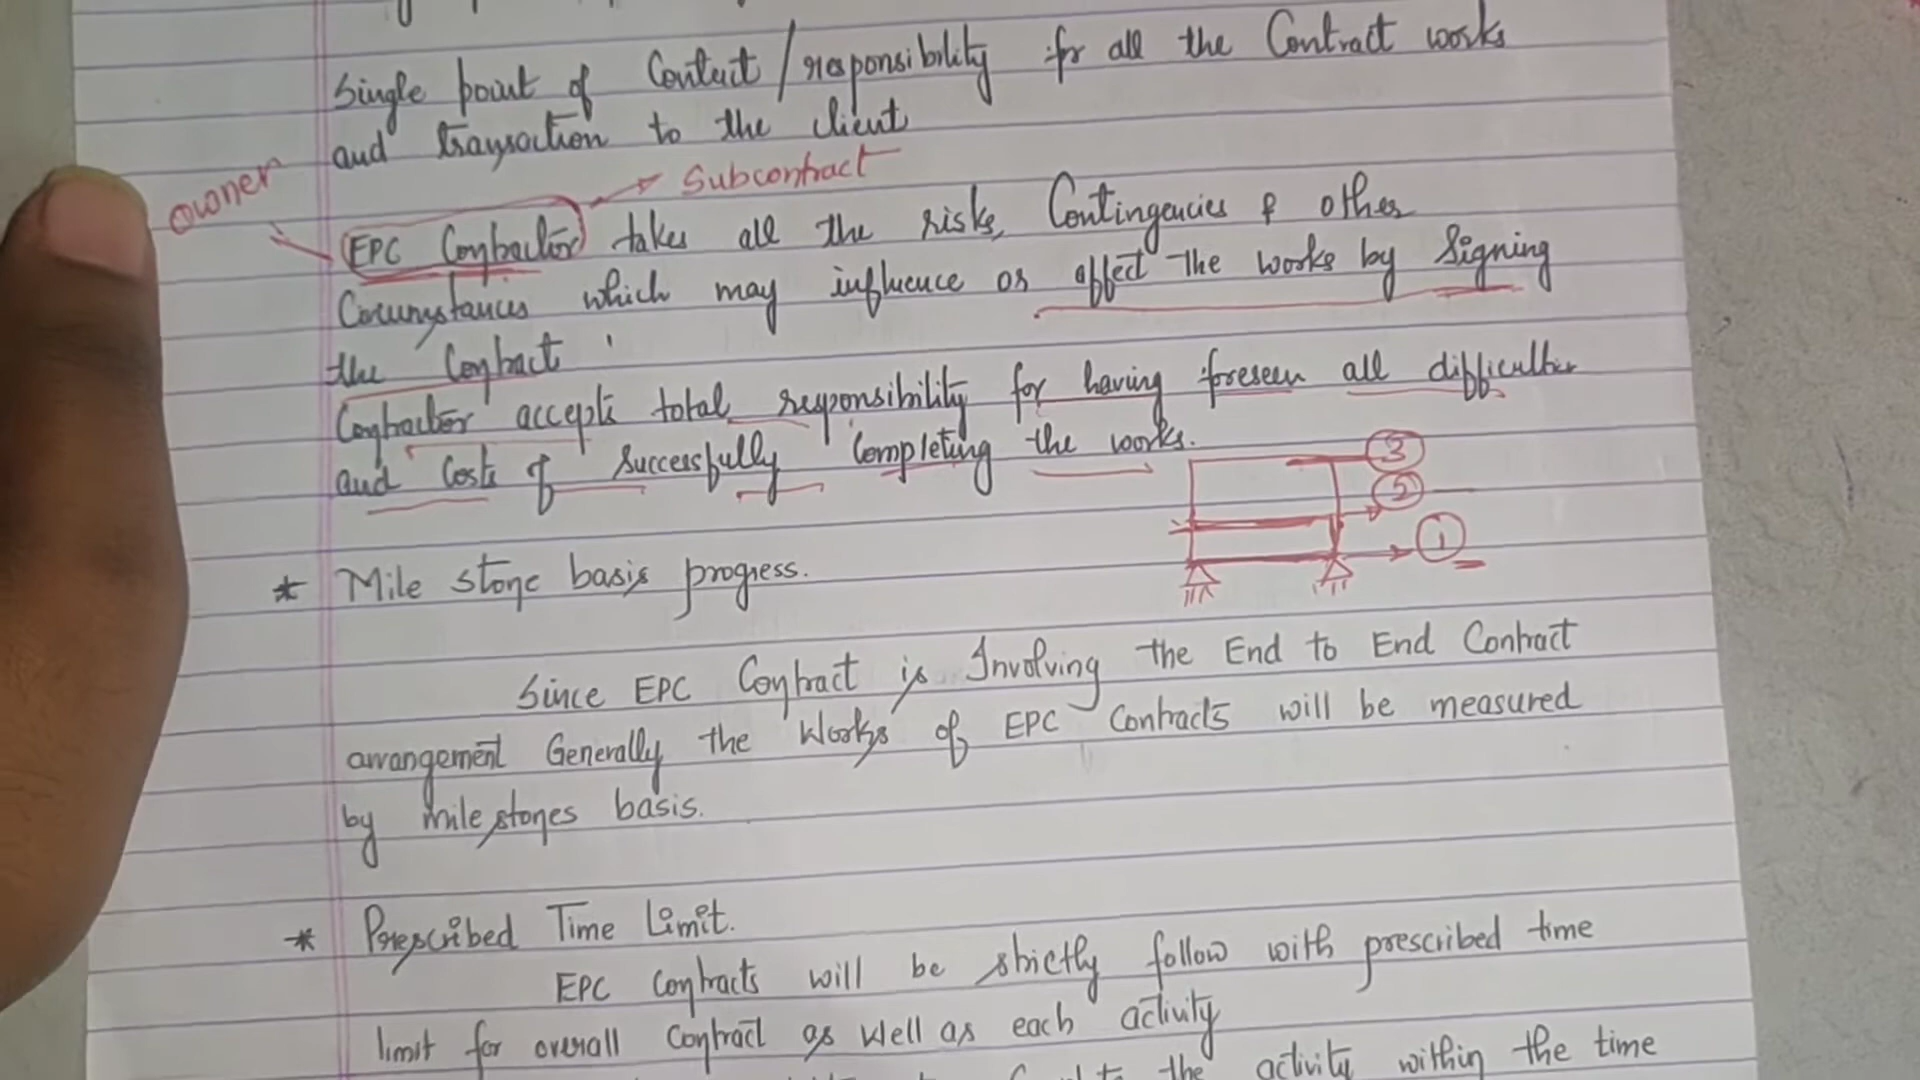 Single point of Contact / responsibility for all the Contract works
and transaction to the client
owner
Subcontract
EPC Contractor takes all the risks, Contingencies & other
Circumstances which may influence or affect the works by signing
the Contract.
Contractor accepts total responsibility for having foreseen all difficulties
and Costs of Successfully Completing the works.
3
2
1
* Mile stone basis progress.
Since EPC Contract is Involving the End to End Contract
arrangement Generally the Works of EPC Contracts will be measured
by mile stones basis.
* Prescribed Time Limit.
EPC Contracts will be strictly follow with prescribed time
limit for overall Contract as well as each activity
the activity within the time